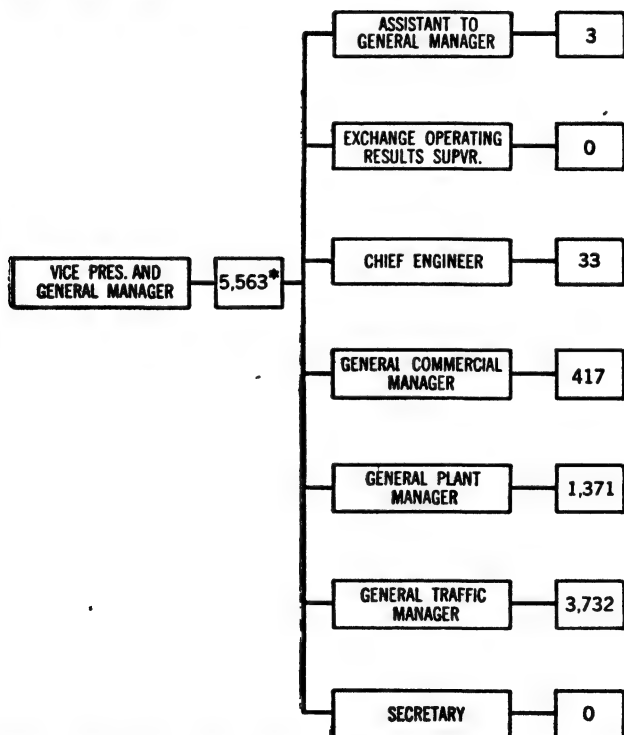 ASSISTANT TO
GENERAL MANAGER
3
EXCHANGE OPERATING
RESULTS SUPVR.
0
VICE PRES. AND
GENERAL MANAGER
5,563*
CHIEF ENGINEER
33
GENERAL COMMERCIAL
MANAGER
417
GENERAL PLANT
MANAGER
1,371
GENERAL TRAFFIC
MANAGER
3,732
SECRETARY
0